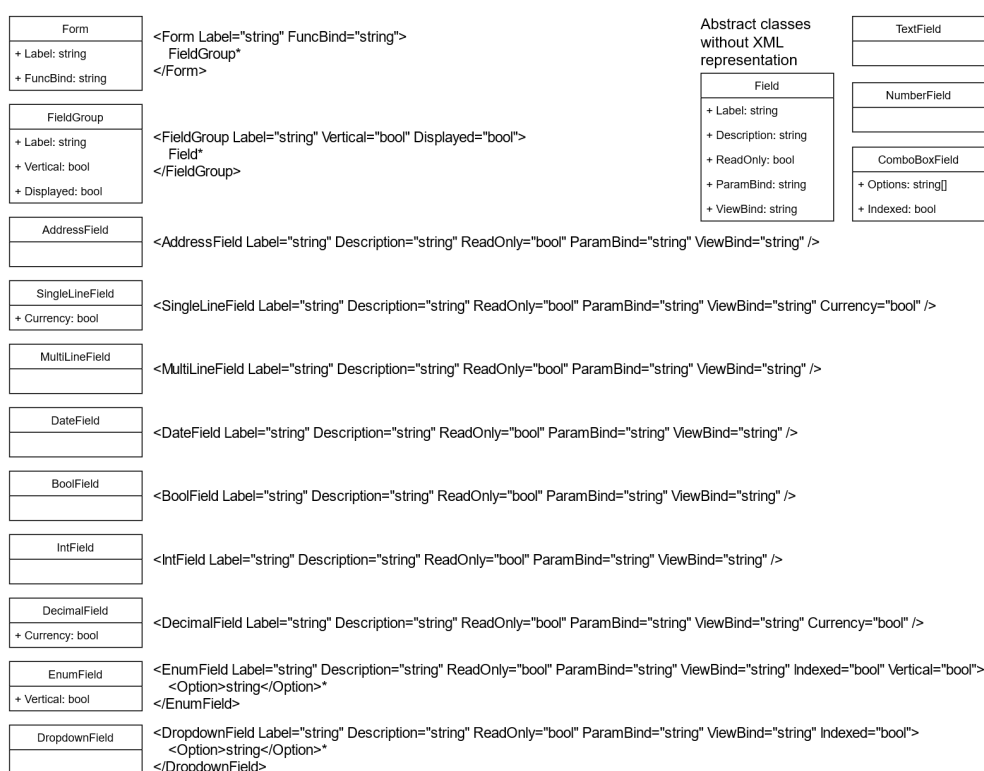 Form
+ Label: string
+ FuncBind: string
<Form Label="string" FuncBind="string">
FieldGroup*
</Form>
Abstract classes
without XML
representation
Field
+ Label: string
+ Description: string
+ ReadOnly: bool
+ ParamBind: string
+ ViewBind: string
TextField
NumberField
ComboBoxField
+ Options: string[]
+ Indexed: bool
FieldGroup
+ Label: string
+ Vertical: bool
+ Displayed: bool
<FieldGroup Label="string" Vertical="bool" Displayed="bool">
Field*
</FieldGroup>
AddressField
<AddressField Label="string" Description="string" ReadOnly="bool" ParamBind="string" ViewBind="string" />
SingleLineField
+ Currency: bool
<SingleLineField Label="string" Description="string" ReadOnly="bool" ParamBind="string" ViewBind="string" Currency="bool" />
MultiLineField
<MultiLineField Label="string" Description="string" ReadOnly="bool" ParamBind="string" ViewBind="string" />
DateField
<DateField Label="string" Description="string" ReadOnly="bool" ParamBind="string" ViewBind="string" />
BoolField
<BoolField Label="string" Description="string" ReadOnly="bool" ParamBind="string" ViewBind="string" />
IntField
<IntField Label="string" Description="string" ReadOnly="bool" ParamBind="string" ViewBind="string" />
DecimalField
+ Currency: bool
<DecimalField Label="string" Description="string" ReadOnly="bool" ParamBind="string" ViewBind="string" Currency="bool" />
EnumField
+ Vertical: bool
<EnumField Label="string" Description="string" ReadOnly="bool" ParamBind="string" ViewBind="string" Indexed="bool" Vertical="bool">
<Option>string</Option>*
</EnumField>
DropdownField
<DropdownField Label="string" Description="string" ReadOnly="bool" ParamBind="string" ViewBind="string" Indexed="bool">
<Option>string</Option>*
</DropdownField>